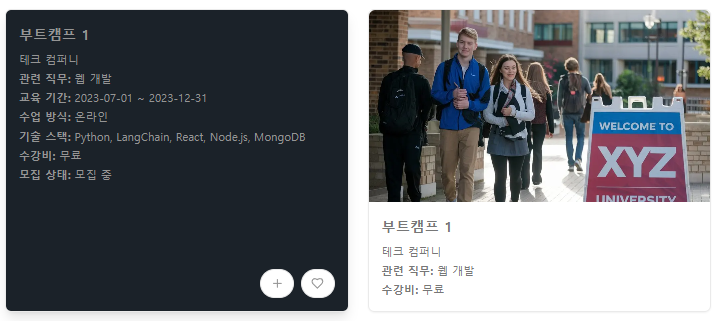 부트캠프 1
테크 컴퍼니
관련 직무: 웹 개발
교육 기간: 2023-07-01 ~ 2023-12-31
수업 방식: 온라인
기술 스택: Python, LangChain, React, Node.js, MongoDB
수강비: 무료
모집 상태: 모집 중
WELCOME TO
XYZ
UNIVERSITY
부트캠프 1
테크 컴퍼니
관련 직무: 웹 개발
수강비: 무료